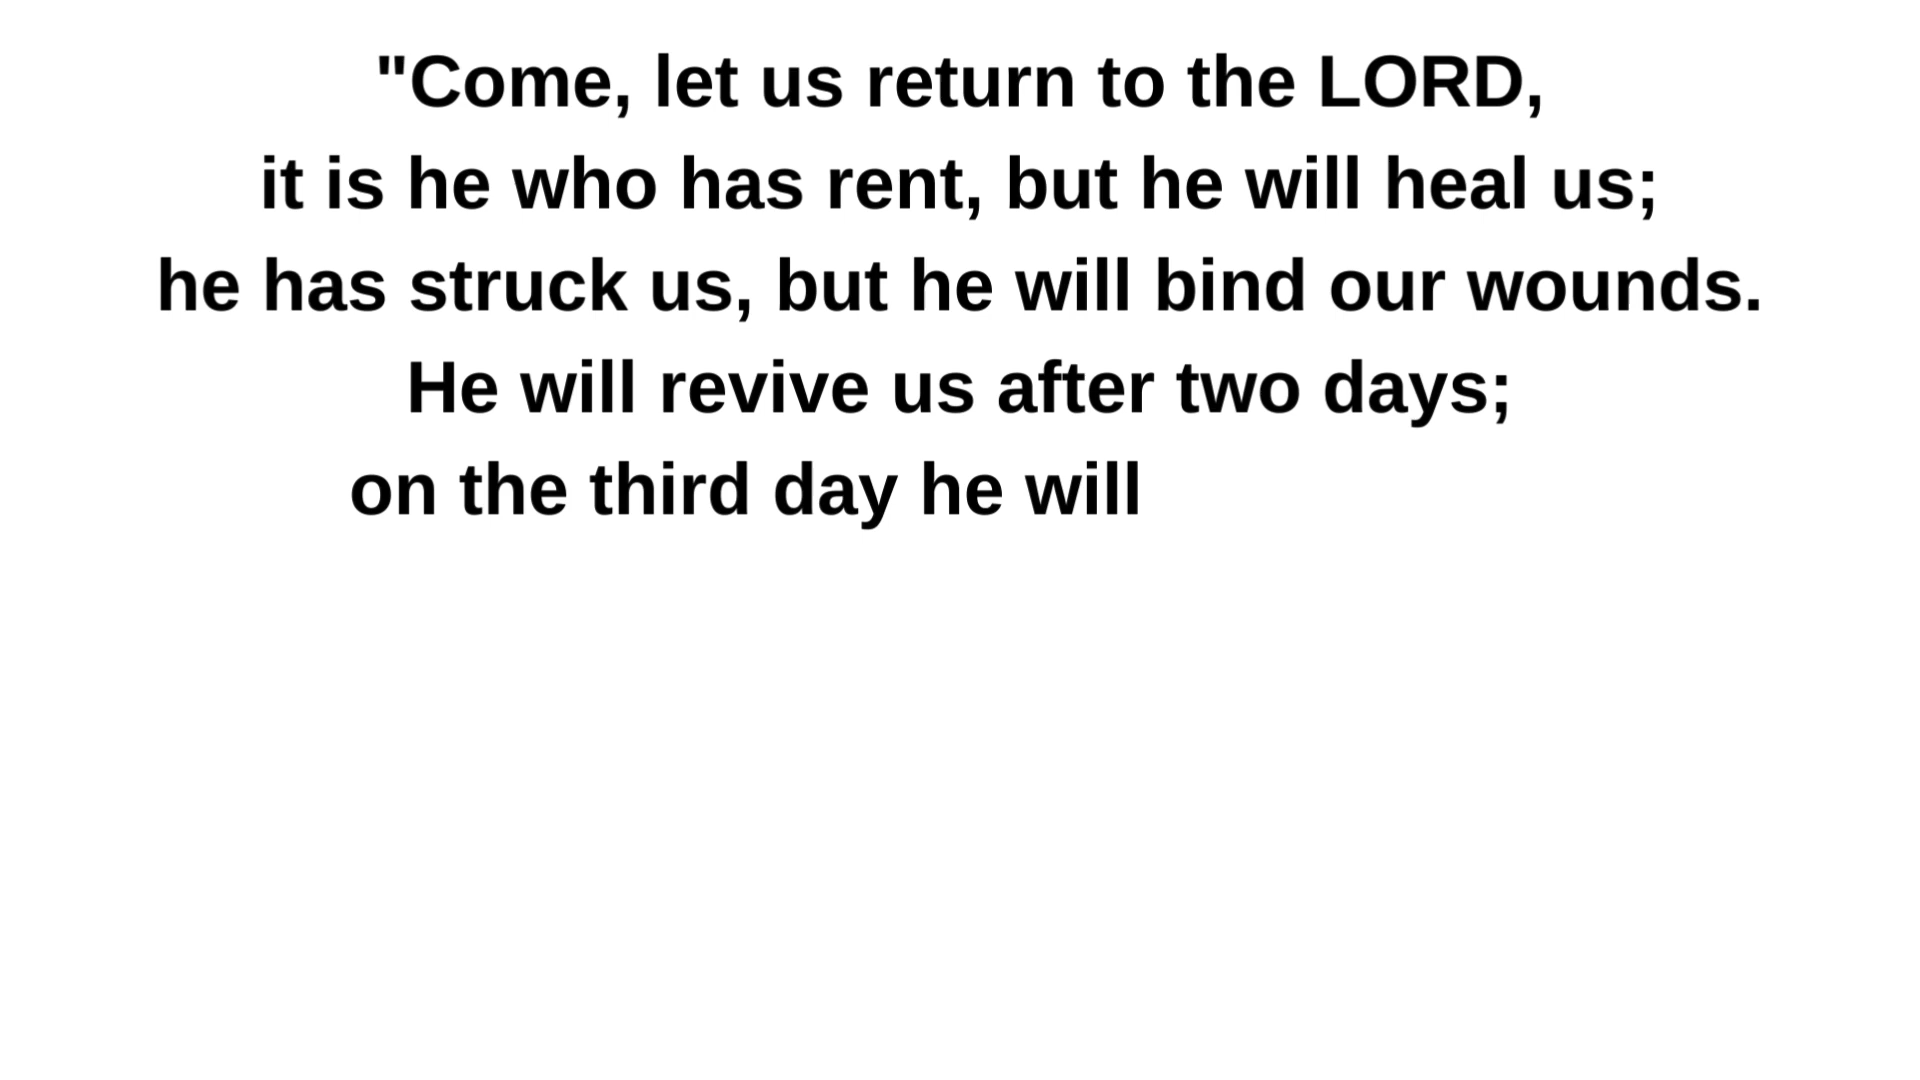 "Come, let us return to the LORD,
it is he who has rent, but he will heal us;
he has struck us, but he will bind our wounds.
He will revive us after two days;
on the third day he will